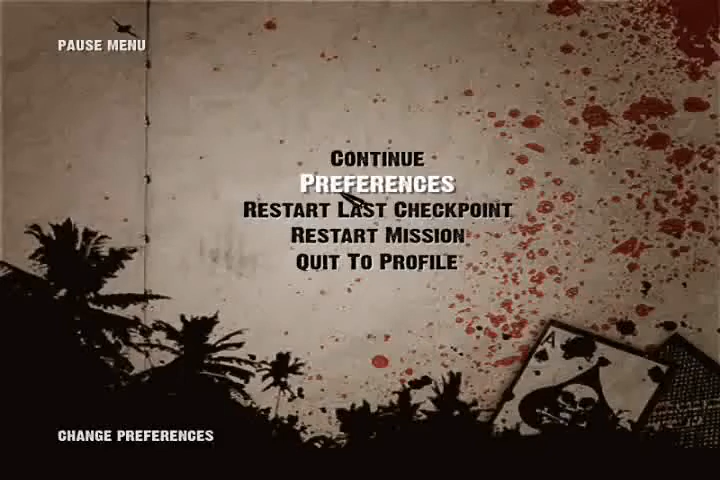 PAUSE MENU
CONTINUE
PREFERENCES
RESTART LAST CHECKPOINT
RESTART MISSION
QUIT TO PROFILE
A
CHANGE PREFERENCES